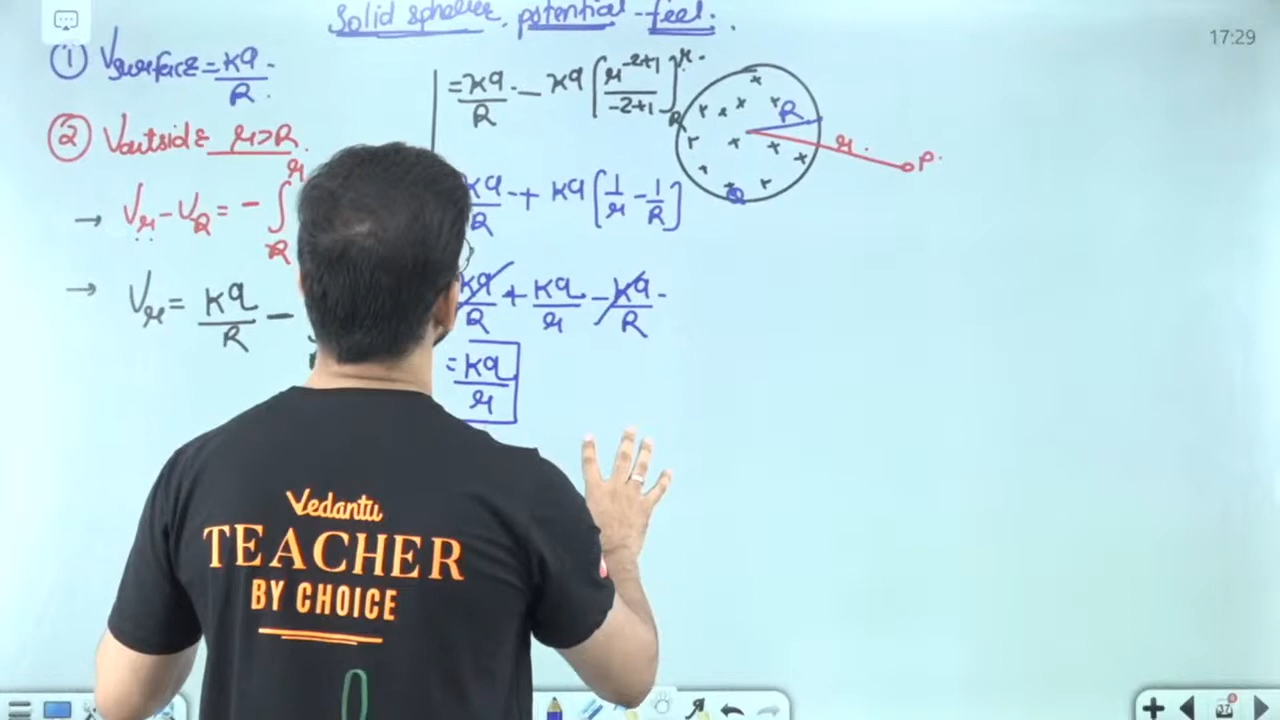 Solid sphere, potential - feel.
17:29
① Vsurface = KQ/R
② Voutside r>R
→ Vr - VR = - ∫ r R
→ Vr = Kq/R -
= Kq/R - Kq [r^-2+1/-2+1] r R
Kq/R + Kq [1/r - 1/R]
Kq/R + Kq/r - Kq/R
= Kq/r
R
r
P
Q
Vedantu
TEACHER
BY CHOICE
37